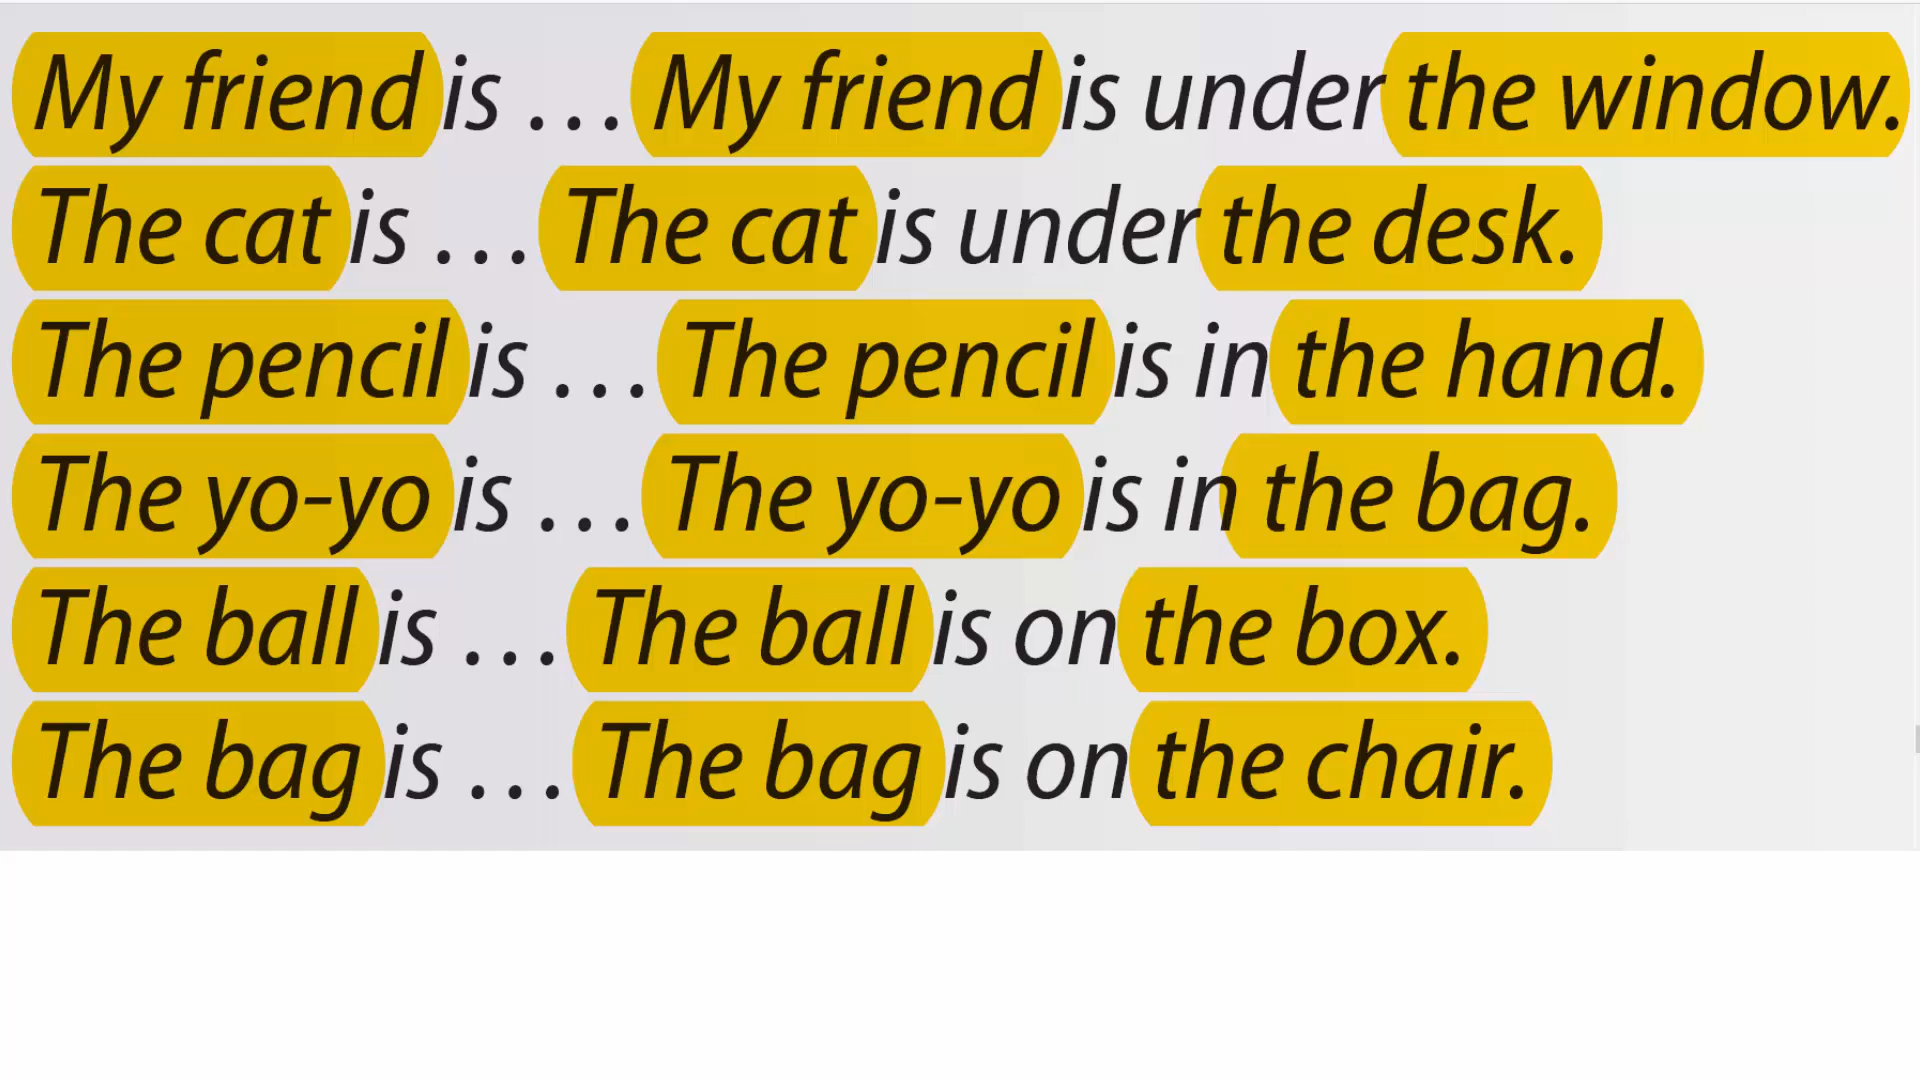 My friend is … My friend is under the window.
The cat is … The cat is under the desk.
The pencil is … The pencil is in the hand.
The yo-yo is … The yo-yo is in the bag.
The ball is … The ball is on the box.
The bag is … The bag is on the chair.